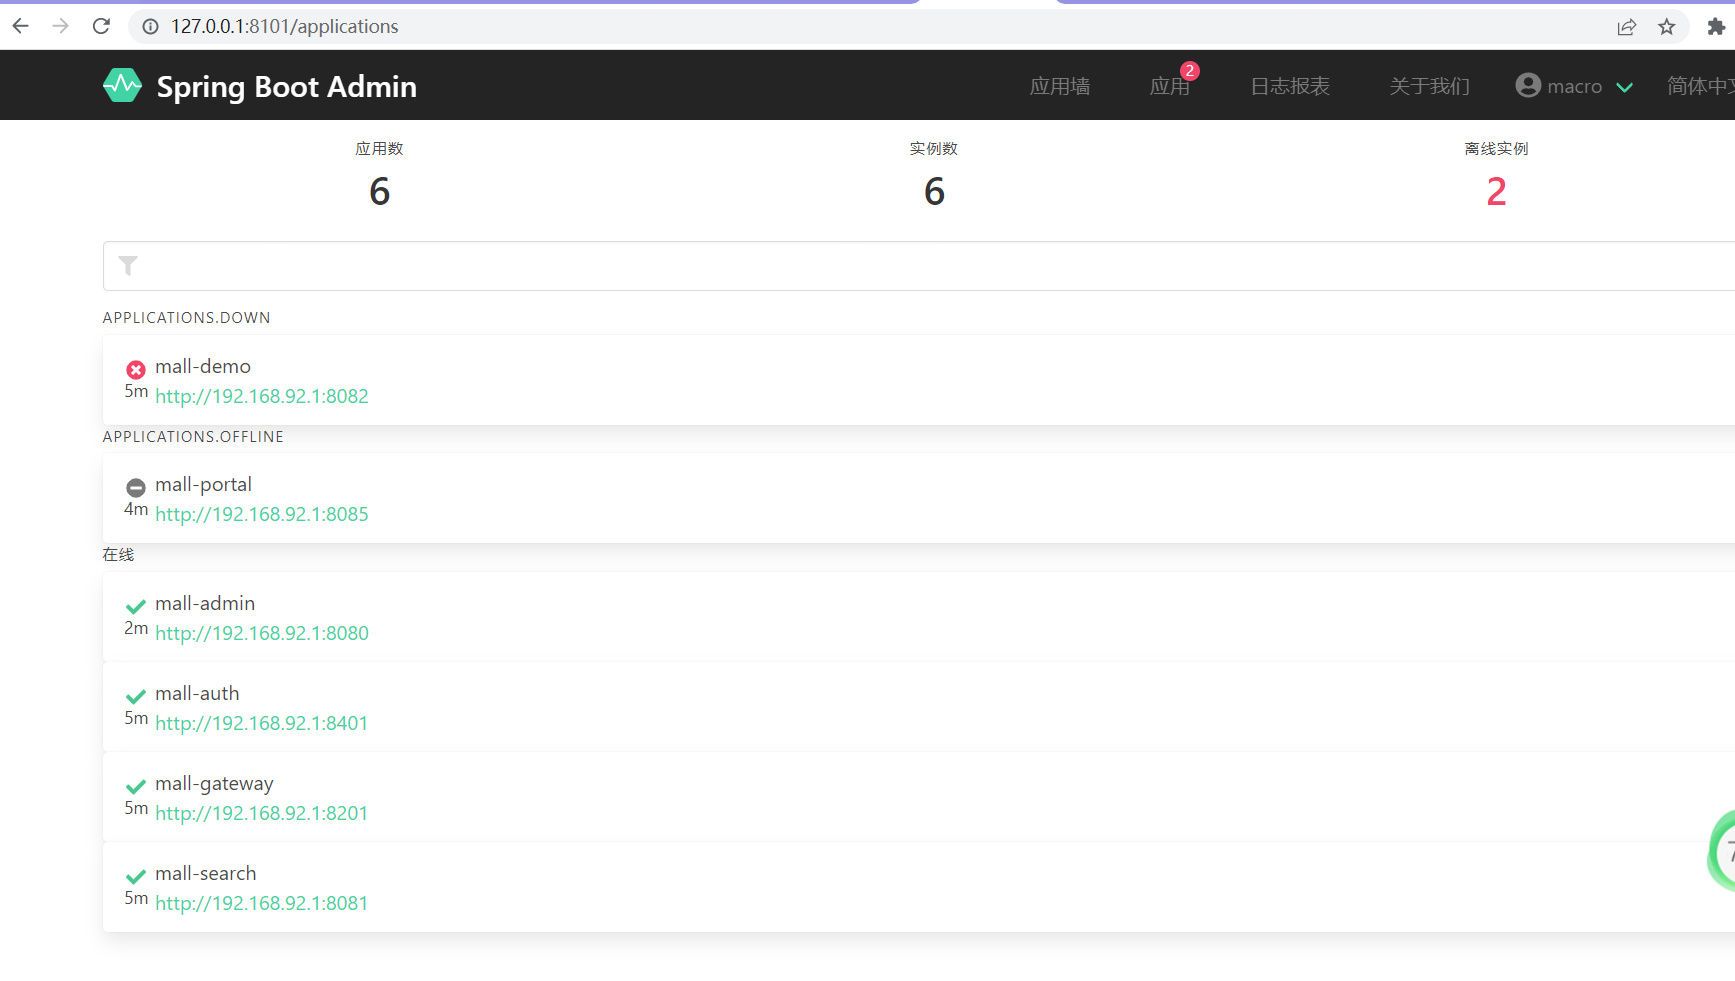 127.0.0.1:8101/applications
Spring Boot Admin
应用墙
应用
2
日志报表
关于我们
macro
简体中文
应用数
实例数
离线实例
6
6
2
APPLICATIONS.DOWN
mall-demo
5m
http://192.168.92.1:8082
APPLICATIONS.OFFLINE
mall-portal
4m
http://192.168.92.1:8085
在线
mall-admin
2m
http://192.168.92.1:8080
mall-auth
5m
http://192.168.92.1:8401
mall-gateway
5m
http://192.168.92.1:8201
mall-search
5m
http://192.168.92.1:8081